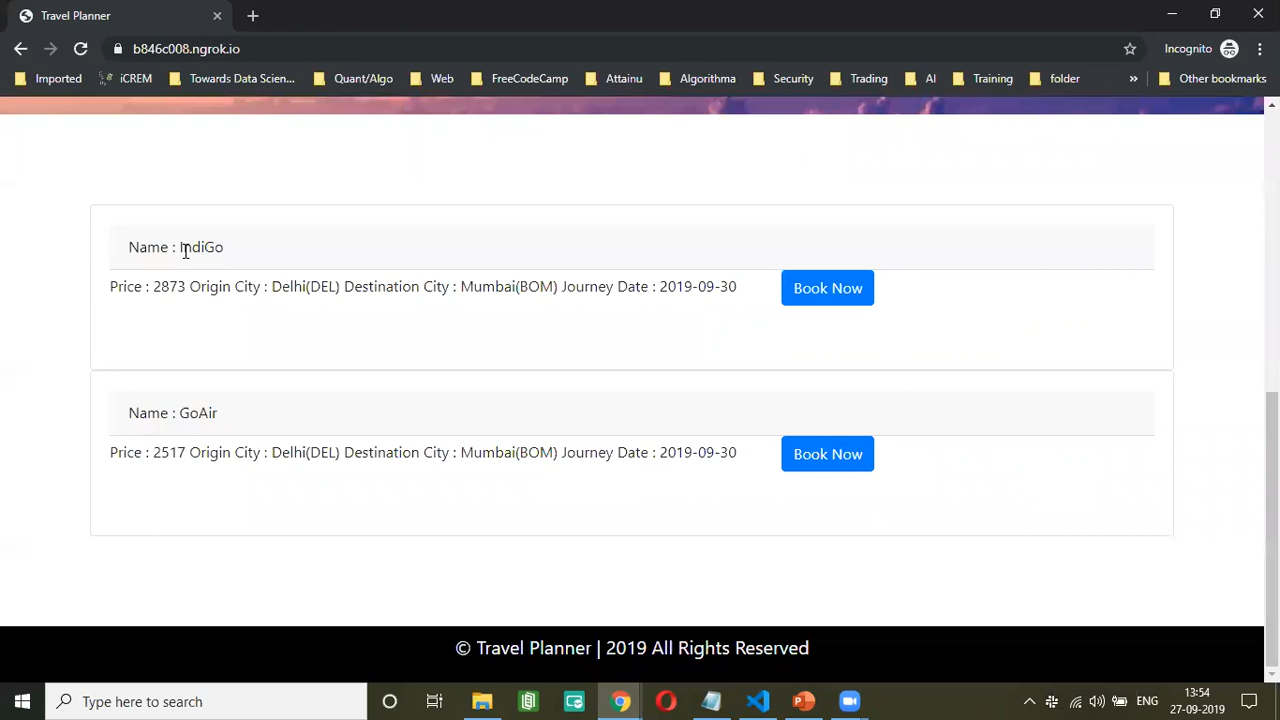 Travel Planner
b846c008.ngrok.io
Incognito
Imported iCREM Towards Data Scien... Quant/Algo Web FreeCodeCamp Attainu Algorithma Security Trading AI Training folder » Other bookmarks
Name : IndiGo
Price : 2873 Origin City : Delhi(DEL) Destination City : Mumbai(BOM) Journey Date : 2019-09-30
Book Now
Name : GoAir
Price : 2517 Origin City : Delhi(DEL) Destination City : Mumbai(BOM) Journey Date : 2019-09-30
Book Now
© Travel Planner | 2019 All Rights Reserved
Type here to search
ENG
13:54
27-09-2019